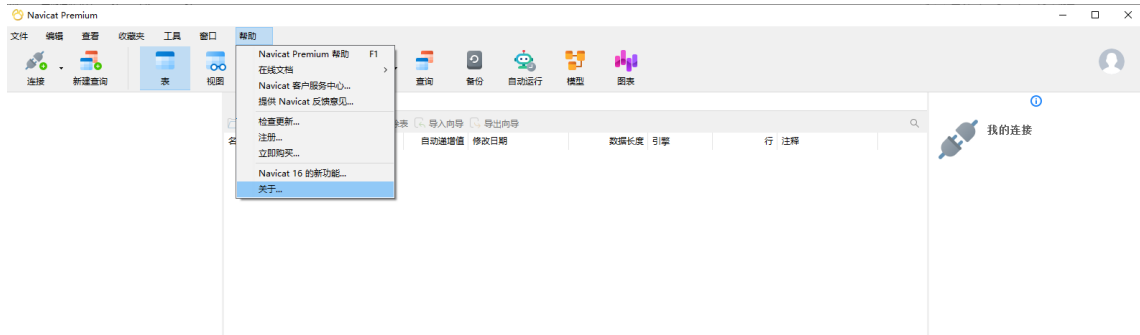 Navicat Premium
文件 编辑 查看 收藏夹 工具 窗口 帮助
连接 新建查询 表 视图 查询 备份 自动运行 模型 图表
Navicat Premium 帮助 F1
在线文档
Navicat 客户服务中心...
提供 Navicat 反馈意见...
检查更新...
注册...
立即购买...
Navicat 16 的新功能...
关于...
导入向导 导出向导
自动递增值 修改日期 数据长度 引擎 行 注释
我的连接